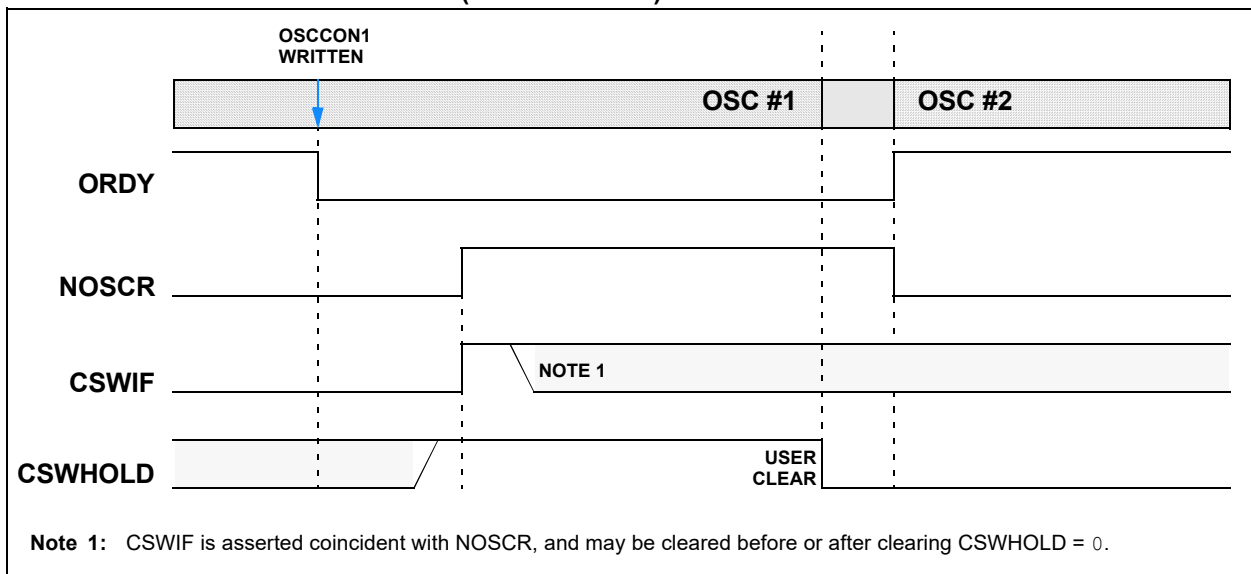 OSCCON1
WRITTEN
OSC #1
OSC #2
ORDY
NOSCR
CSWIF
NOTE 1
CSWHOLD
USER
CLEAR
Note 1: CSWIF is asserted coincident with NOSCR, and may be cleared before or after clearing CSWHOLD = 0.